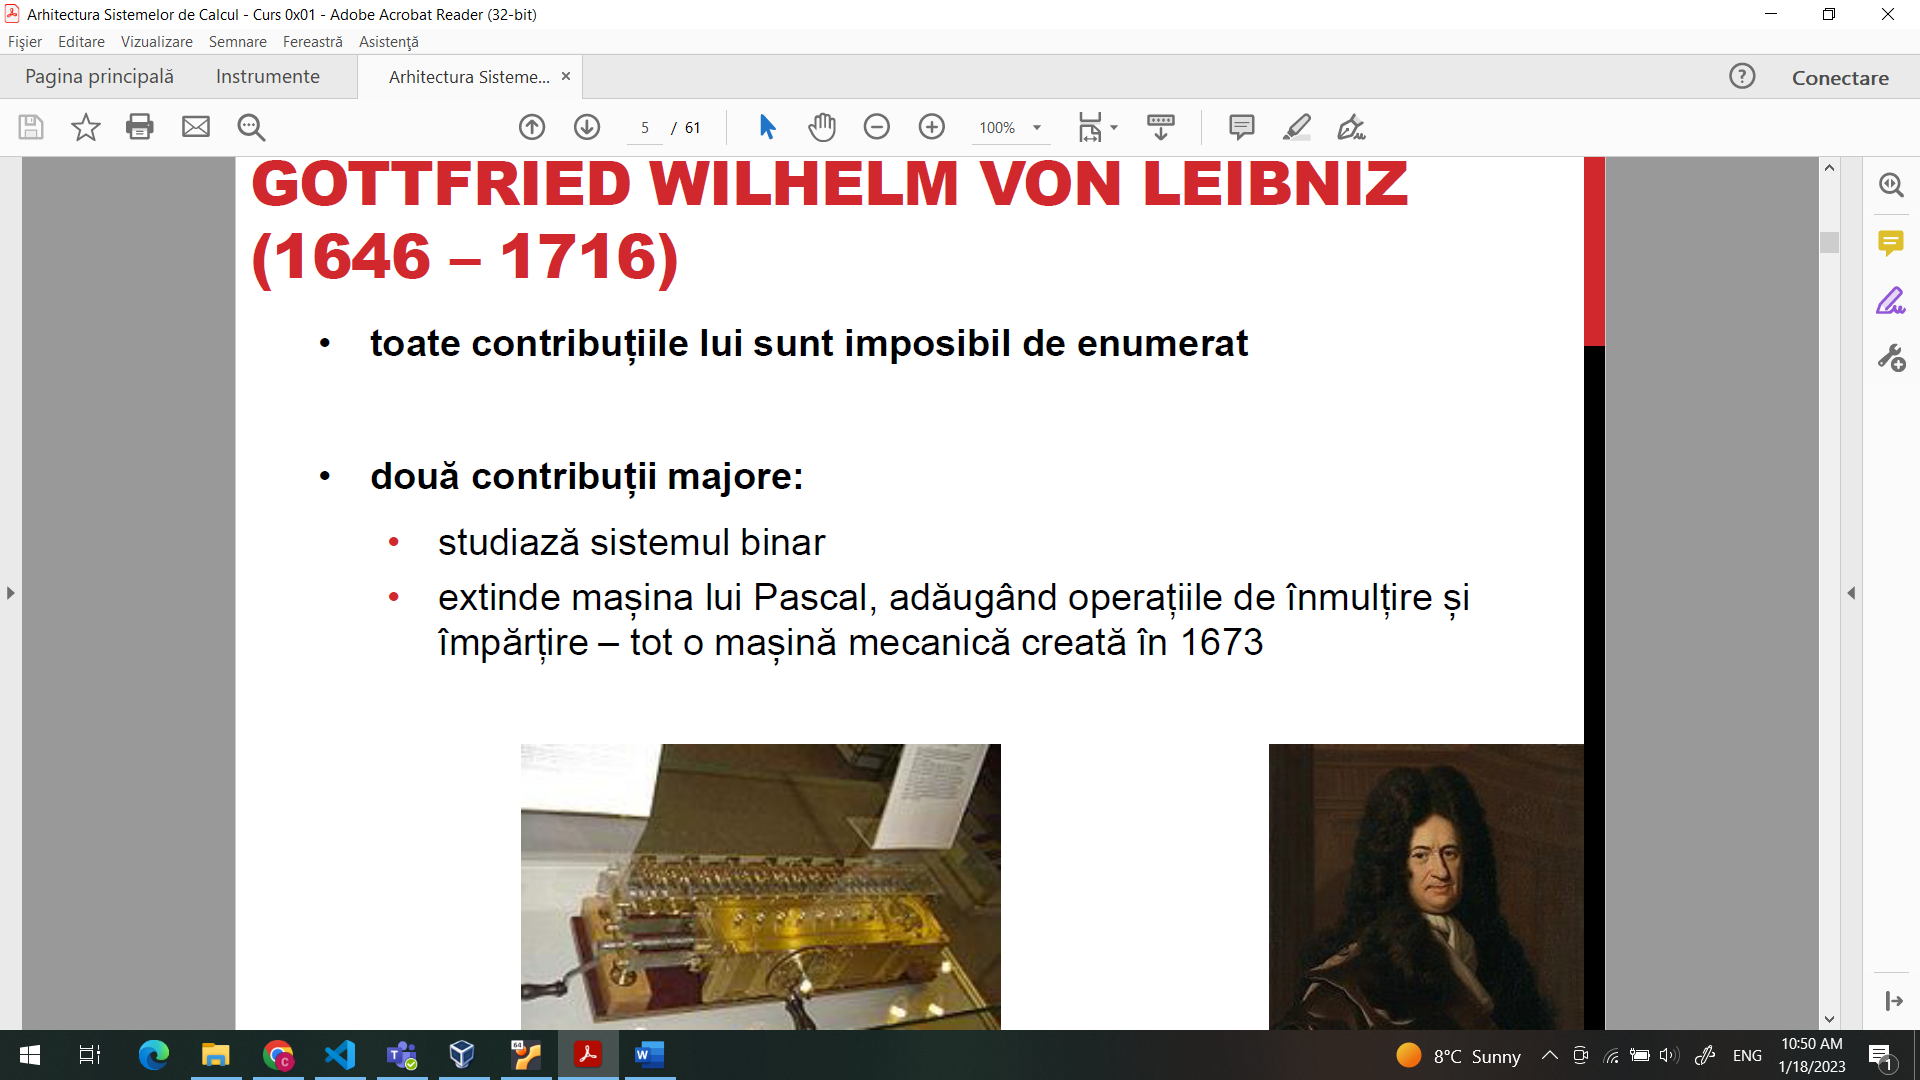 Arhitectura Sistemelor de Calcul - Curs 0x01 - Adobe Acrobat Reader (32-bit)
Fișier Editare Vizualizare Semnare Fereastră Asistență
Pagina principală Instrumente Arhitectura Sisteme... Conectare
5 / 61 100%
GOTTFRIED WILHELM VON LEIBNIZ
(1646 – 1716)
• toate contribuțiile lui sunt imposibil de enumerat
• două contribuții majore:
• studiază sistemul binar
• extinde mașina lui Pascal, adăugând operațiile de înmulțire și
împărțire – tot o mașină mecanică creată în 1673
8°C Sunny ENG
10:50 AM
1/18/2023
1